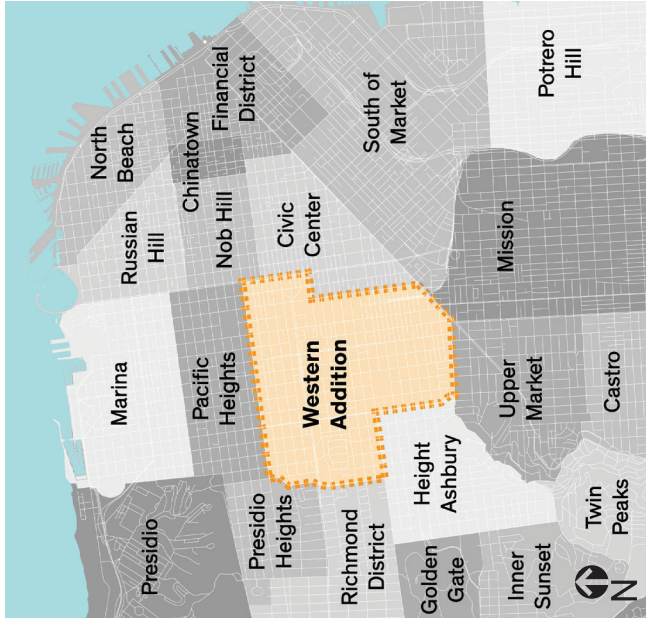 North
Beach
Chinatown
Financial
District
Russian
Hill
Nob Hill
Civic
Center
South of
Market
Potrero
Hill
Marina
Pacific
Heights
Western
Addition
Mission
Presidio
Presidio
Heights
Richmond
District
Height
Ashbury
Upper
Market
Castro
Golden
Gate
Inner
Sunset
Twin
Peaks
N